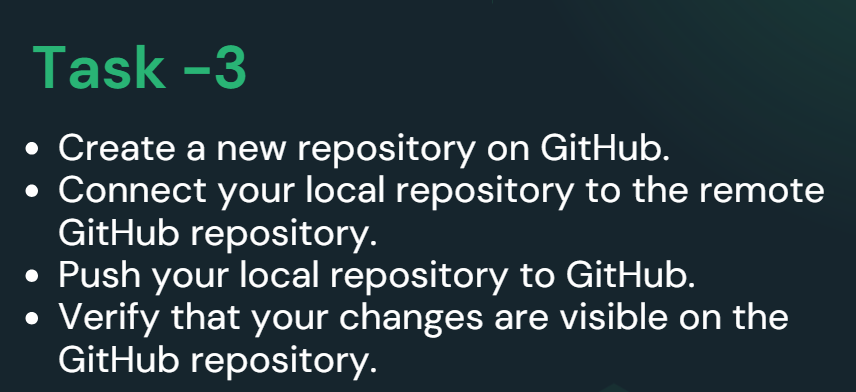 Task -3
• Create a new repository on GitHub.
• Connect your local repository to the remote
GitHub repository.
• Push your local repository to GitHub.
• Verify that your changes are visible on the
GitHub repository.